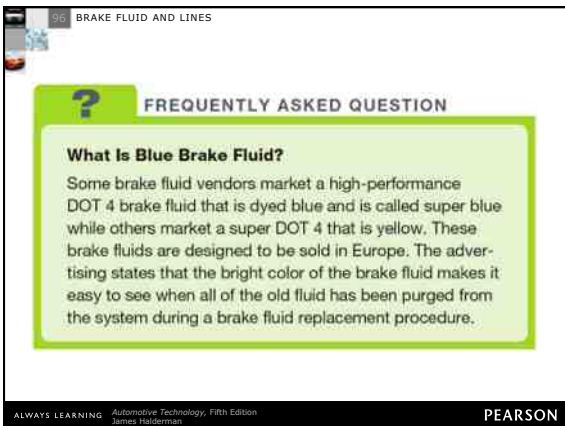 96 BRAKE FLUID AND LINES
? FREQUENTLY ASKED QUESTION
What Is Blue Brake Fluid?
Some brake fluid vendors market a high-performance
DOT 4 brake fluid that is dyed blue and is called super blue
while others market a super DOT 4 that is yellow. These
brake fluids are designed to be sold in Europe. The adver-
tising states that the bright color of the brake fluid makes it
easy to see when all of the old fluid has been purged from
the system during a brake fluid replacement procedure.
ALWAYS LEARNING Automotive Technology, Fifth Edition
James Halderman
PEARSON